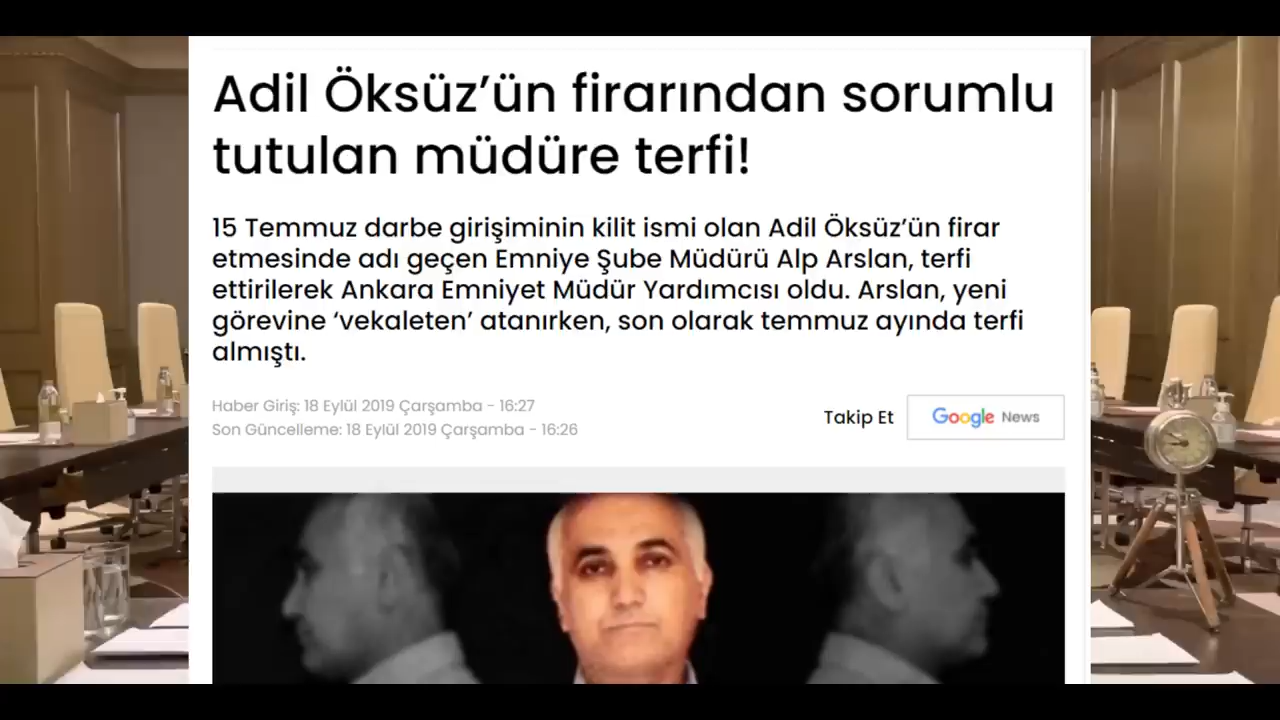 Adil Öksüz’ün firarından sorumlu
tutulan müdüre terfi!
15 Temmuz darbe girişiminin kilit ismi olan Adil Öksüz’ün firar
etmesinde adı geçen Emniye Şube Müdürü Alp Arslan, terfi
ettirilerek Ankara Emniyet Müdür Yardımcısı oldu. Arslan, yeni
görevine ‘vekaleten’ atanırken, son olarak temmuz ayında terfi
almıştı.
Haber Giriş: 18 Eylül 2019 Çarşamba - 16:27
Son Güncelleme: 18 Eylül 2019 Çarşamba - 16:26
Takip Et
Google News